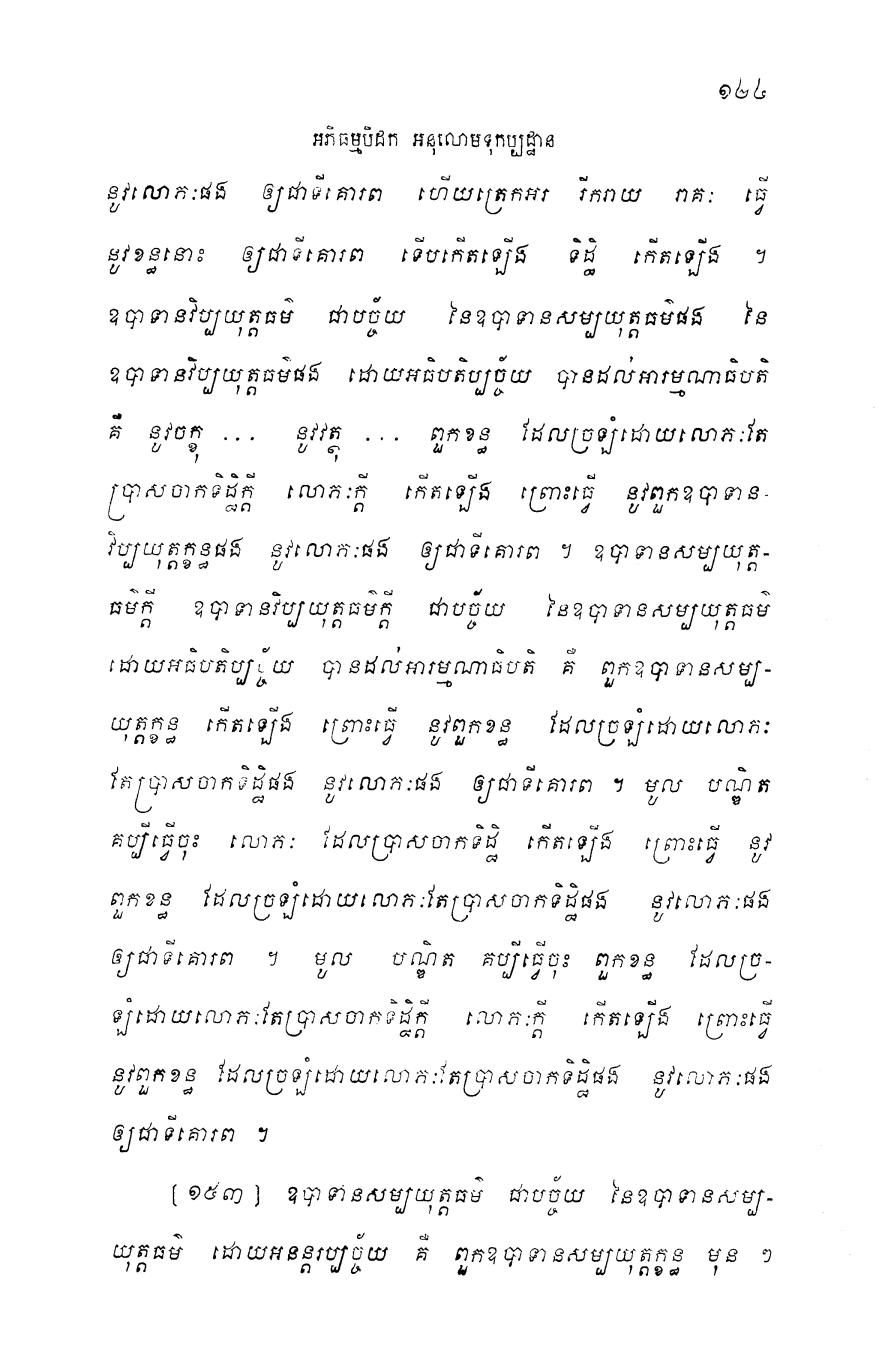 ១២៤
អភិធម្មបិដក អនុលោមទុកប្បដ្ឋាន
នូវលោភៈផង ឲ្យជាទីគោរព ហើយត្រេកអរ រីករាយ រាគៈ ធ្វើ
នូវខន្ធនោះ ឲ្យជាទីគោរព ទើបកើតឡើង ទិដ្ឋិ កើតឡើង ។
ឧបាទានវិប្បយុត្តធម៌ ជាបច្ច័យ នៃឧបាទានសម្បយុត្តធម៌ផង នៃ
ឧបាទានវិប្បយុត្តធម៌ផង ដោយអធិបតិប្បច្ច័យ បានដល់អារម្មណាធិបតិ
គឺ នូវចក្ខុ ... នូវវត្ថុ ... ពួកខន្ធ ដែលច្រឡំដោយលោភៈតែ
ប្រាសចាកទិដ្ឋិក្តី លោភៈក្តី កើតឡើង ព្រោះធ្វើ នូវពួកឧបាទាន-
វិប្បយុត្តក្ខន្ធផង នូវលោភៈផង ឲ្យជាទីគោរព ។ ឧបាទានសម្បយុត្ត-
ធម៌ក្តី ឧបាទានវិប្បយុត្តធម៌ក្តី ជាបច្ច័យ នៃឧបាទានសម្បយុត្តធម៌
ដោយអធិបតិប្បច្ច័យ បានដល់អារម្មណាធិបតិ គឺ ពួកឧបាទានសម្ប-
យុត្តក្ខន្ធ កើតឡើង ព្រោះធ្វើ នូវពួកខន្ធ ដែលច្រឡំដោយលោភៈ
តែប្រាសចាកទិដ្ឋិផង នូវលោភៈផង ឲ្យជាទីគោរព ។ មូល បណ្ឌិត
គប្បីធ្វើចុះ លោភៈ ដែលប្រាសចាកទិដ្ឋិ កើតឡើង ព្រោះធ្វើ នូវ
ពួកខន្ធ ដែលច្រឡំដោយលោភៈតែប្រាសចាកទិដ្ឋិផង នូវលោភៈផង
ឲ្យជាទីគោរព ។ មូល បណ្ឌិត គប្បីធ្វើចុះ ពួកខន្ធ ដែលច្រ-
ឡំដោយលោភៈតែប្រាសចាកទិដ្ឋិក្តី លោភៈក្តី កើតឡើង ព្រោះធ្វើ
នូវពួកខន្ធ ដែលច្រឡំដោយលោភៈតែប្រាសចាកទិដ្ឋិផង នូវលោភៈផង
ឲ្យជាទីគោរព ។
[ ១៥៣ ] ឧបាទានសម្បយុត្តធម៌ ជាបច្ច័យ នៃឧបាទានសម្ប-
យុត្តធម៌ ដោយអនន្តរប្បច្ច័យ គឺ ពួកឧបាទានសម្បយុត្តក្ខន្ធ មុន ៗ